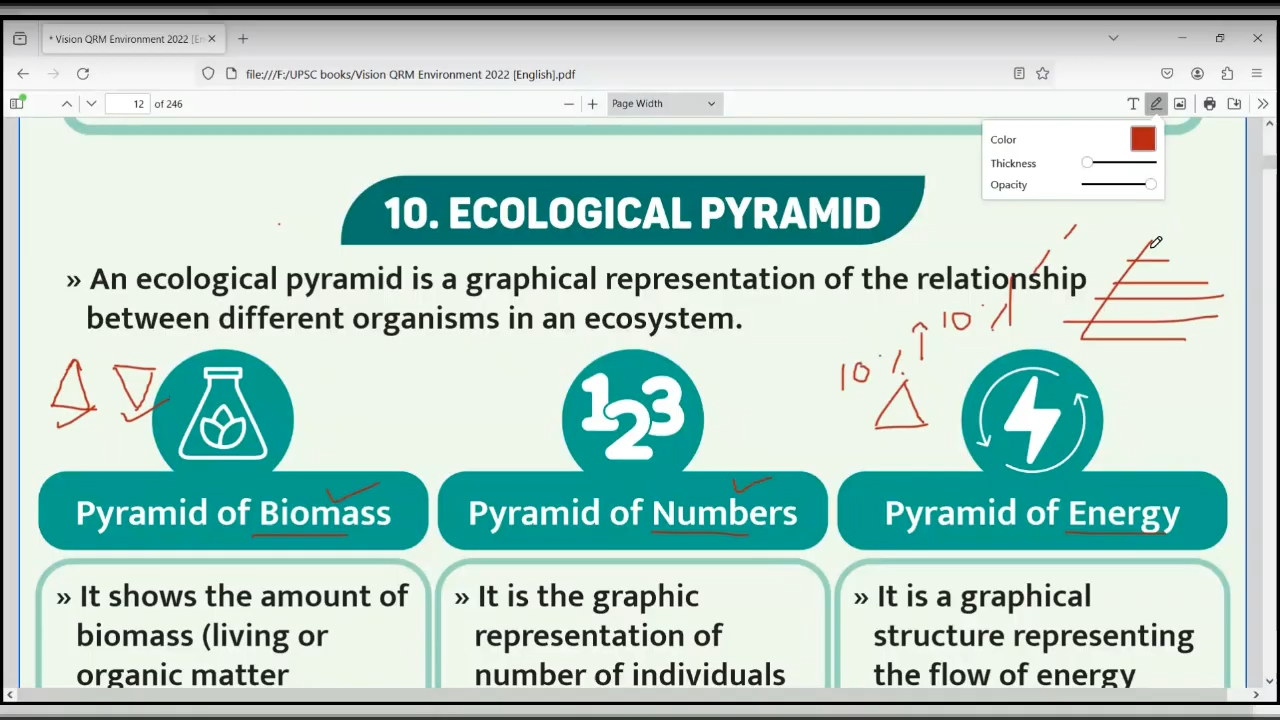 * Vision QRM Environment 2022 [En
file:///F:/UPSC books/Vision QRM Environment 2022 [English].pdf
12 of 246
Page Width
Color
Thickness
Opacity
10. ECOLOGICAL PYRAMID
» An ecological pyramid is a graphical representation of the relationship
between different organisms in an ecosystem.
10 %
10 %
123
Pyramid of Biomass
Pyramid of Numbers
Pyramid of Energy
» It shows the amount of
biomass (living or
organic matter
» It is the graphic
representation of
number of individuals
» It is a graphical
structure representing
the flow of energy